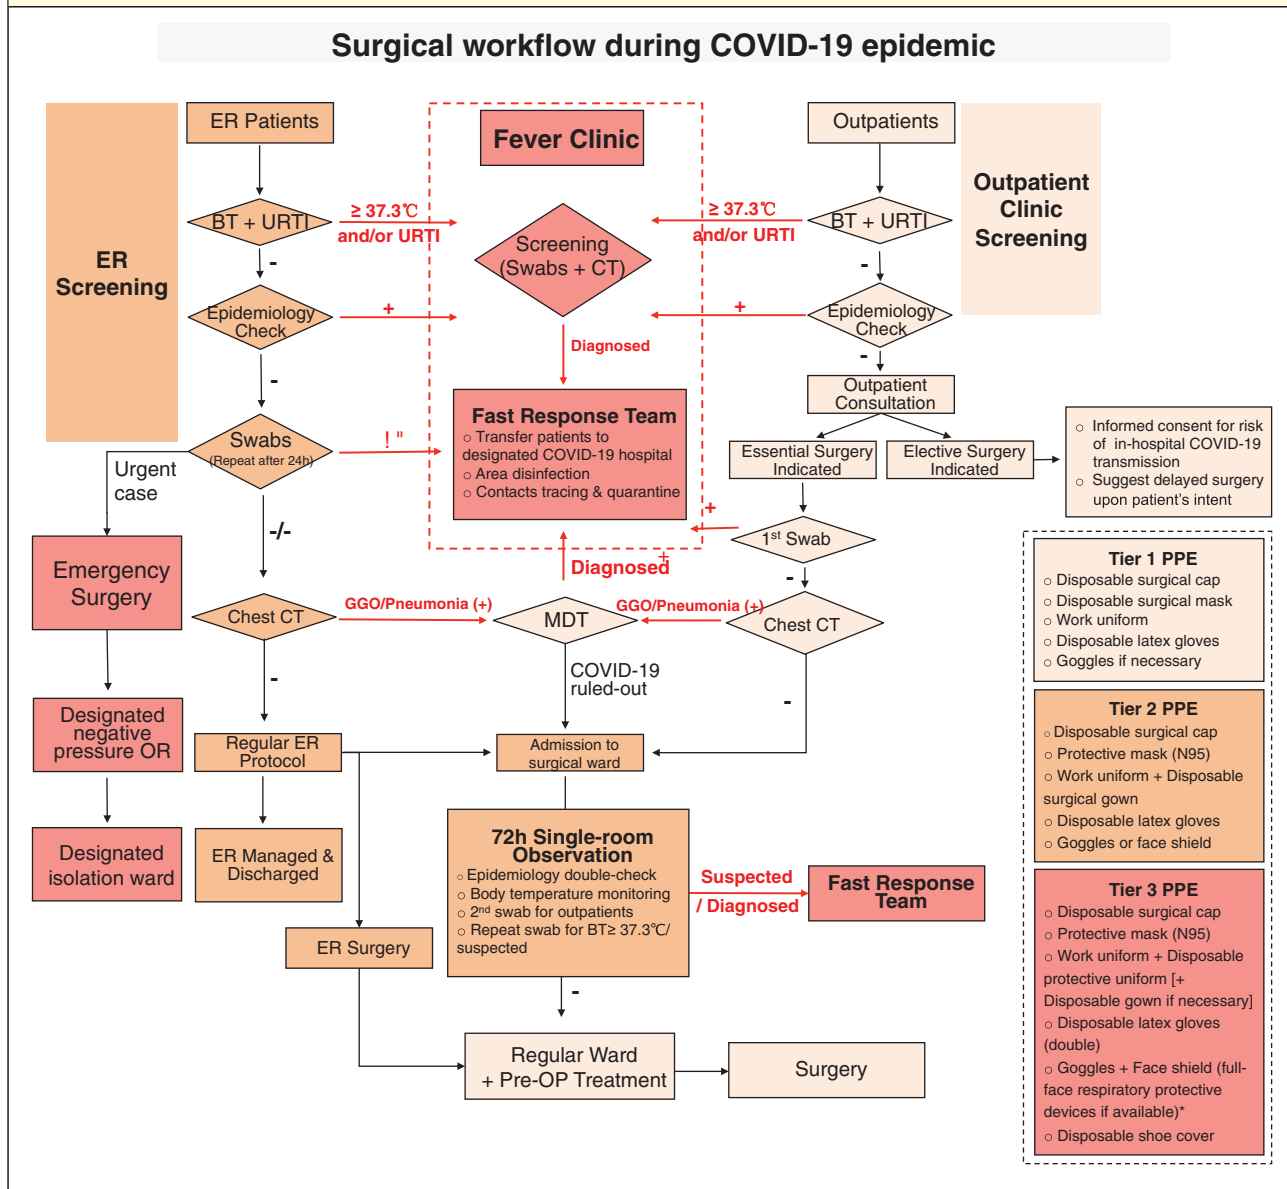 Surgical workflow during COVID-19 epidemic
ER
Screening
ER Patients
BT + URTI
≥ 37.3℃
and/or URTI
-
Epidemiology
Check
+
-
Swabs
(Repeat after 24h)
! "
Urgent
case
-/-
Emergency
Surgery
Chest CT
GGO/Pneumonia (+)
-
Designated
negative
pressure OR
Regular ER
Protocol
Designated
isolation ward
ER Managed &
Discharged
ER Surgery
Fever Clinic
Screening
(Swabs + CT)
Diagnosed
Fast Response Team
○ Transfer patients to
designated COVID-19 hospital
○ Area disinfection
○ Contacts tracing & quarantine
+
Diagnosed
MDT
COVID-19
ruled-out
Admission to
surgical ward
72h Single-room
Observation
○ Epidemiology double-check
○ Body temperature monitoring
○ 2nd swab for outpatients
○ Repeat swab for BT≥ 37.3℃/
suspected
Suspected
/ Diagnosed
Fast Response
Team
-
Regular Ward
+ Pre-OP Treatment
Surgery
Outpatients
Outpatient
Clinic
Screening
≥ 37.3℃
and/or URTI
BT + URTI
-
+
Epidemiology
Check
-
Outpatient
Consultation
Essential Surgery
Indicated
Elective Surgery
Indicated
○ Informed consent for risk
of in-hospital COVID-19
transmission
○ Suggest delayed surgery
upon patient's intent
+
1st Swab
-
GGO/Pneumonia (+)
Chest CT
-
Tier 1 PPE
○ Disposable surgical cap
○ Disposable surgical mask
○ Work uniform
○ Disposable latex gloves
○ Goggles if necessary
Tier 2 PPE
○ Disposable surgical cap
○ Protective mask (N95)
○ Work uniform + Disposable
surgical gown
○ Disposable latex gloves
○ Goggles or face shield
Tier 3 PPE
○ Disposable surgical cap
○ Protective mask (N95)
○ Work uniform + Disposable
protective uniform [+
Disposable gown if necessary]
○ Disposable latex gloves
(double)
○ Goggles + Face shield (full-
face respiratory protective
devices if available)*
○ Disposable shoe cover